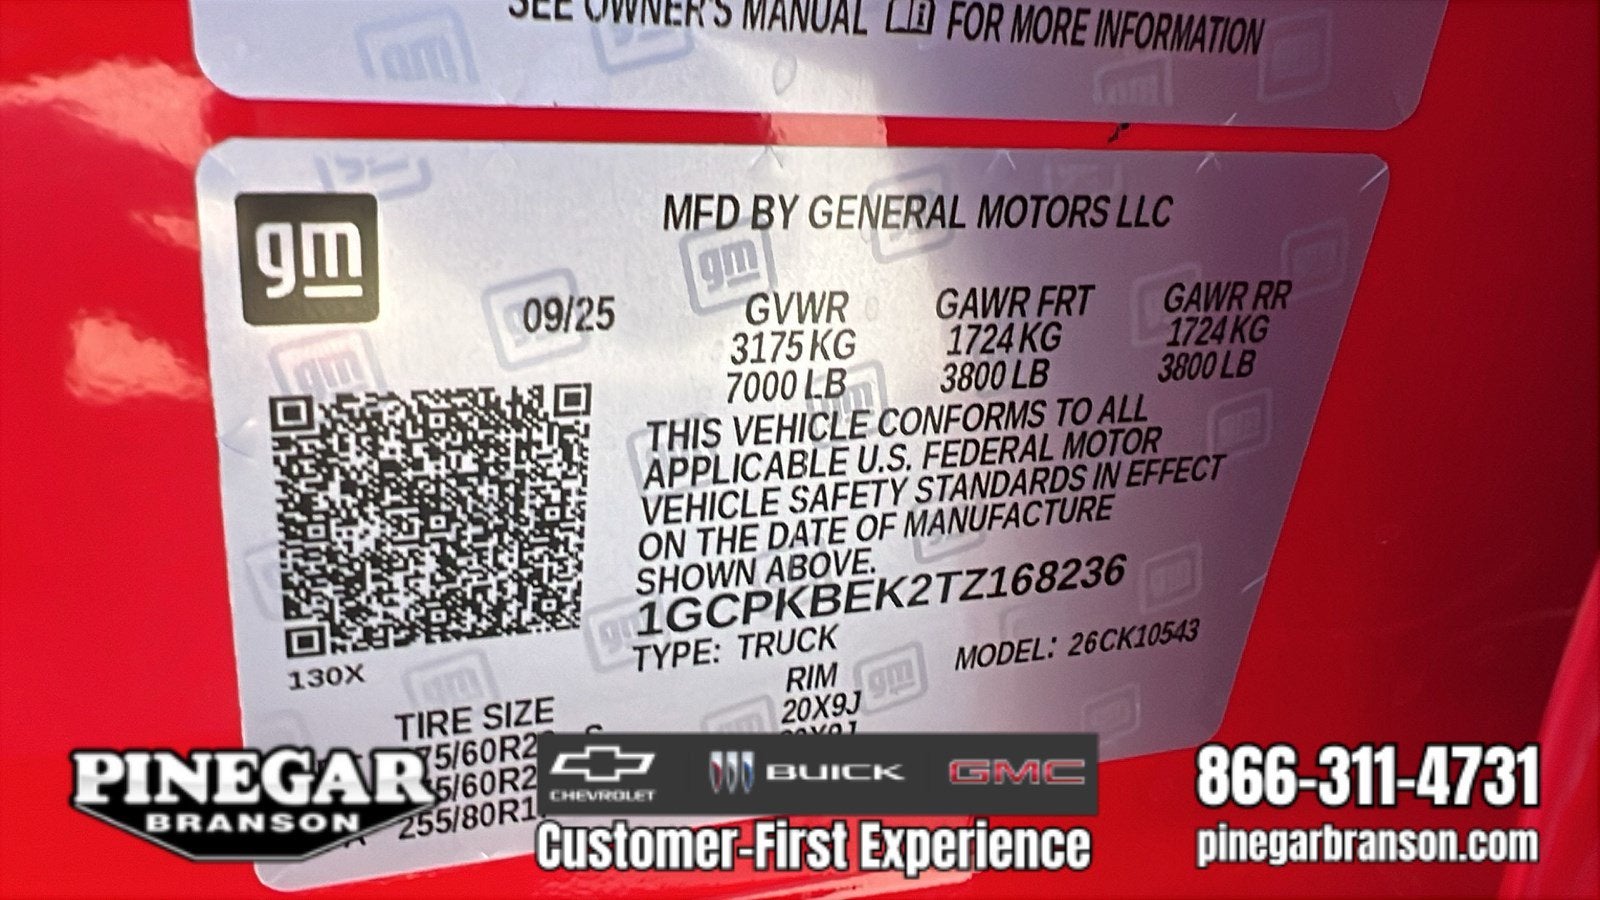 SEE OWNER'S MANUAL FOR MORE INFORMATION
gm
MFD BY GENERAL MOTORS LLC
09/25
GVWR GAWR FRT GAWR RR
3175 KG 1724 KG 1724 KG
7000 LB 3800 LB 3800 LB
THIS VEHICLE CONFORMS TO ALL
APPLICABLE U.S. FEDERAL MOTOR
VEHICLE SAFETY STANDARDS IN EFFECT
ON THE DATE OF MANUFACTURE
SHOWN ABOVE.
1GCPKBEK2TZ168236
TYPE: TRUCK MODEL: 26CK10543
130X
TIRE SIZE RIM
20X9J
PINEGAR
BRANSON
CHEVROLET
BUICK
GMC
Customer-First Experience
866-311-4731
pinegarbranson.com